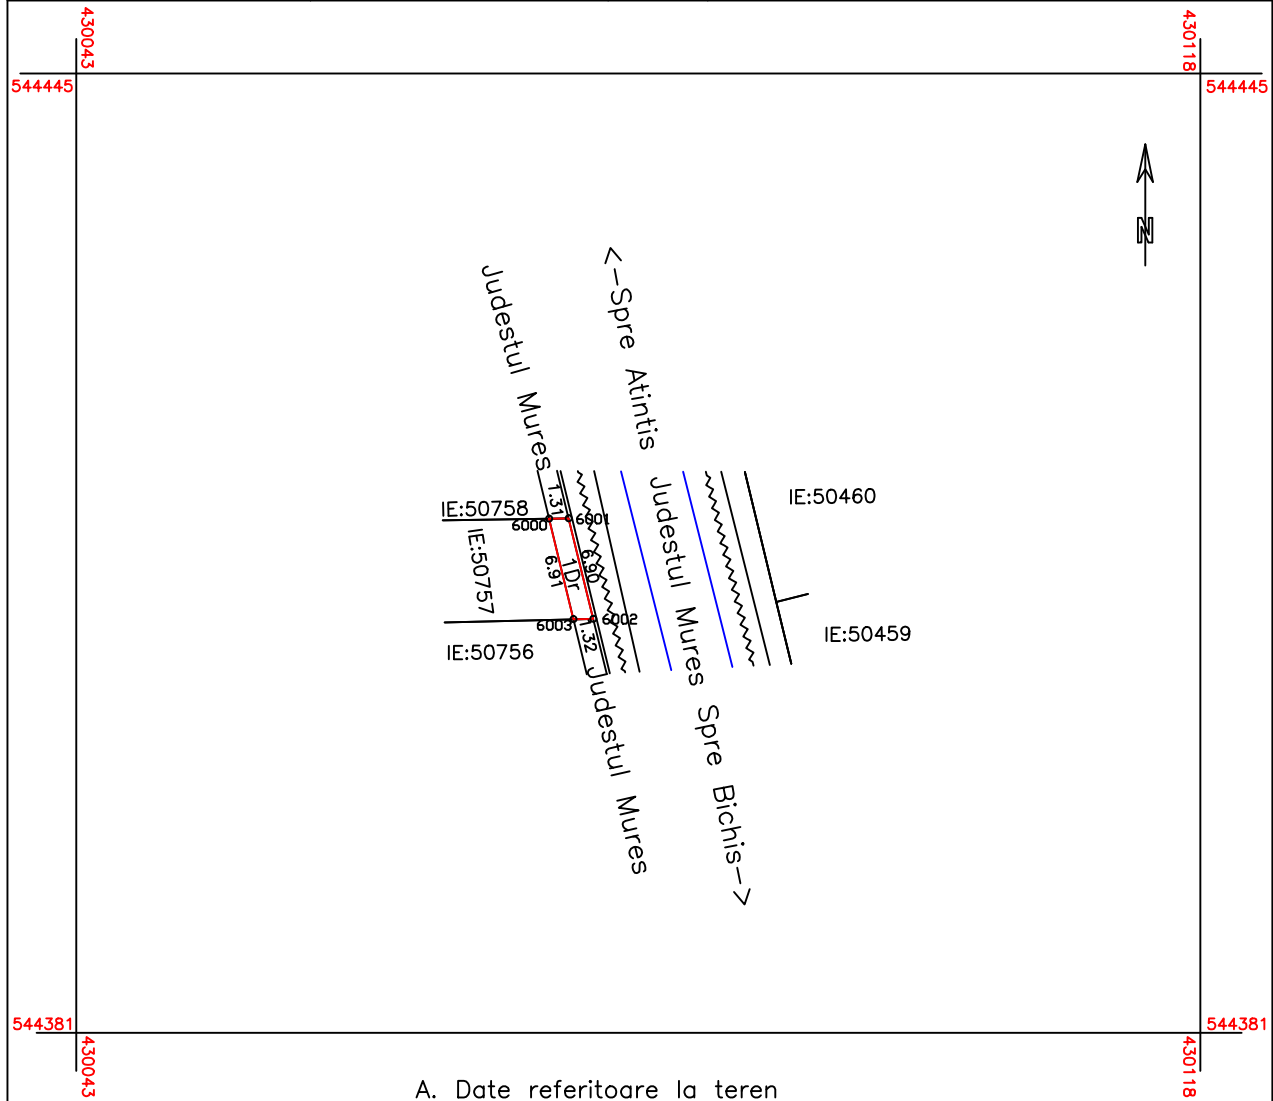 430043
430118
544445
544445
N
<-Spre Atintis Judestul Mures Spre Bichis->
Judestul Mures
IE:50460
IE:50758
1.31
6000
6001
IE:50757
6.91
1Dr
6.90
6003
6002
1.32
IE:50756
IE:50459
Judestul Mures
544381
544381
430043
430118
A. Date referitoare la teren